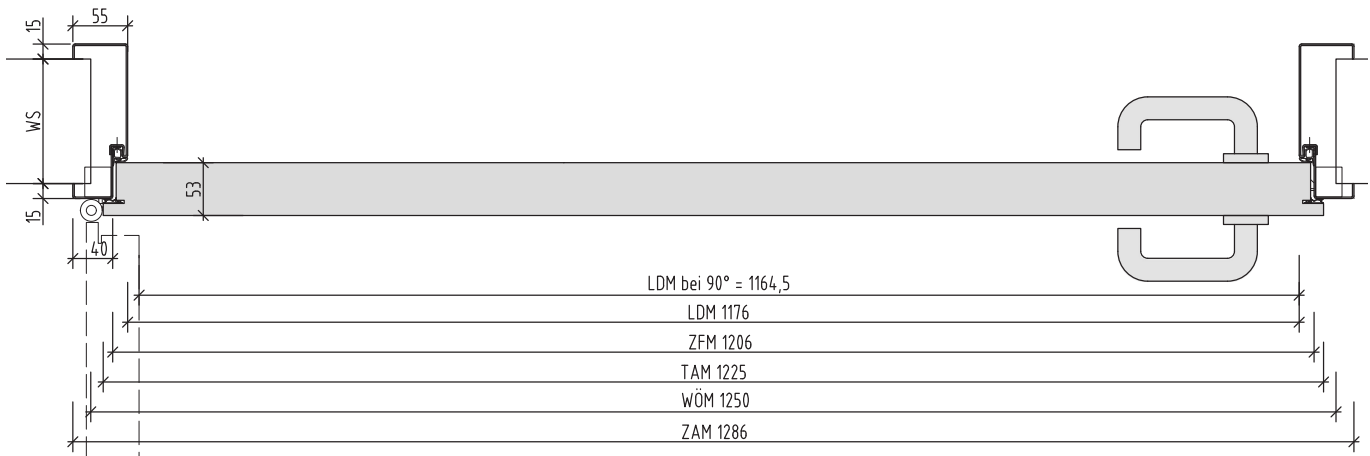 55
15
WS
53
15
40
LDM bei 90° = 1164,5
LDM 1176
ZFM 1206
TAM 1225
WÖM 1250
ZAM 1286